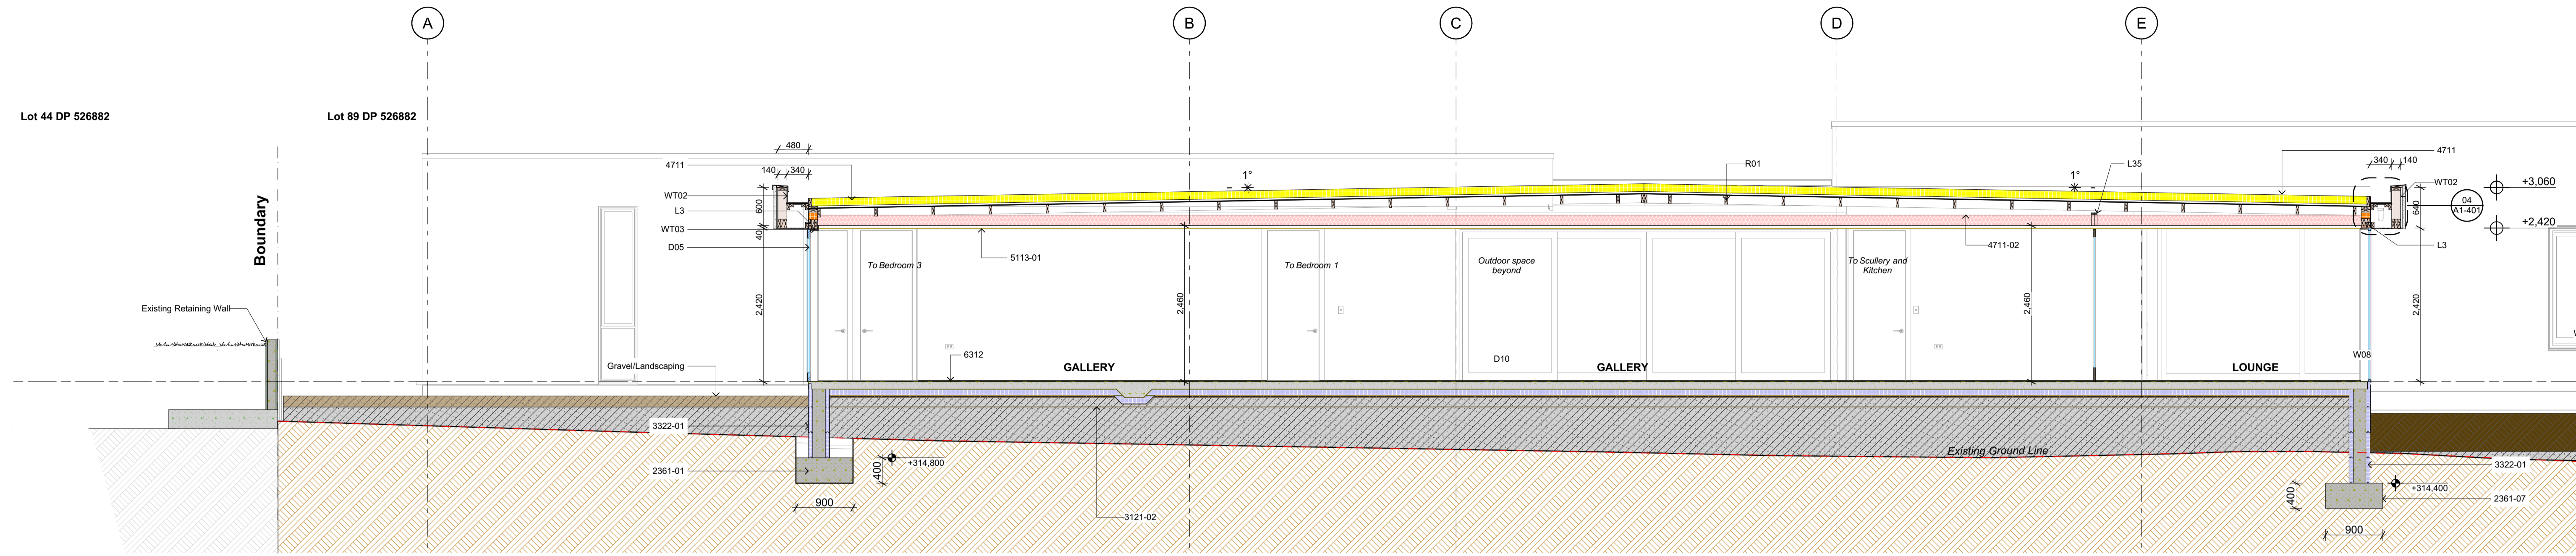 A
B
C
D
E
Lot 44 DP 526882
Lot 89 DP 526882
Boundary
480
140
340
4711
WT02
600
L3
WT03
40
D05
1°
R01
1°
L35
4711
340
140
WT02
640
+3,060
04
A1-401
+2,420
L3
To Bedroom 3
5113-01
To Bedroom 1
Outdoor space
beyond
To Scullery and
Kitchen
4711-02
2,420
2,460
2,460
2,420
Existing Retaining Wall
Gravel/Landscaping
6312
GALLERY
D10
GALLERY
LOUNGE
W08
3322-01
2361-01
+314,800
400
900
3121-02
Existing Ground Line
3322-01
+314,400
2361-07
400
900